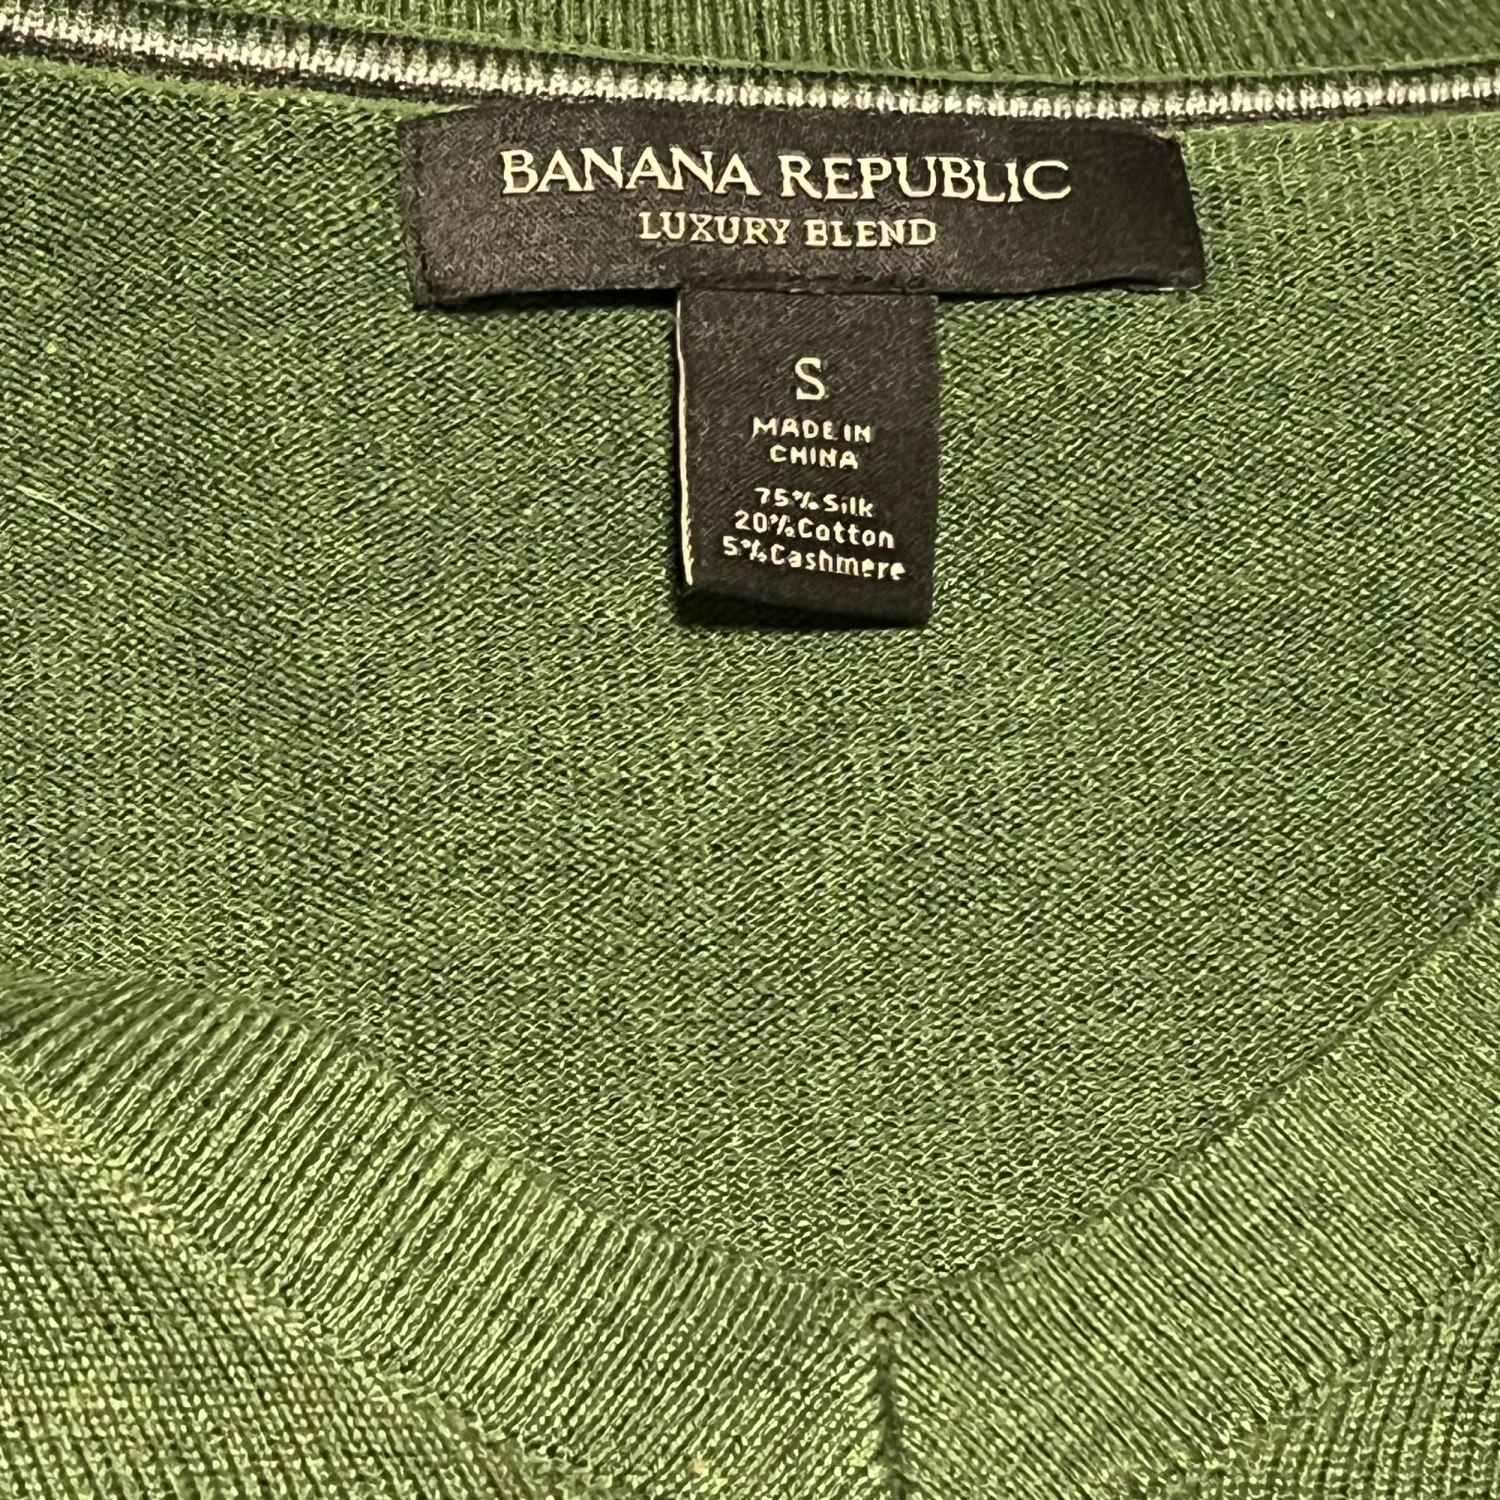 BANANA REPUBLIC
LUXURY BLEND
S
MADE IN
CHINA
75% Silk
20% Cotton
5% Cashmere